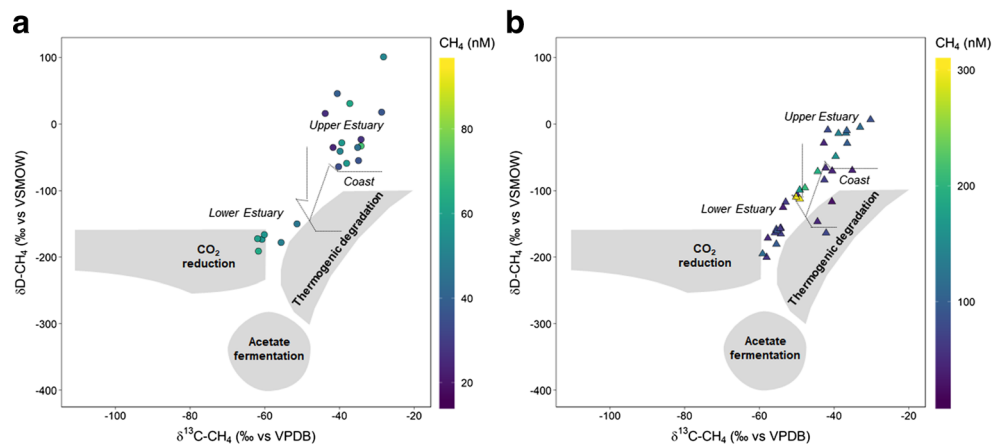 a
CH₄ (nM)
100
0
-100
-200
-300
-400
δD-CH₄ (‰ vs VSMOW)
Upper Estuary
Coast
Lower Estuary
CO₂
reduction
Thermogenic degradation
Acetate
fermentation
80
60
40
20
-100
-80
-60
-40
-20
δ¹³C-CH₄ (‰ vs VPDB)
b
CH₄ (nM)
100
0
-100
-200
-300
-400
δD-CH₄ (‰ vs VSMOW)
Upper Estuary
Coast
Lower Estuary
CO₂
reduction
Thermogenic degradation
Acetate
fermentation
300
200
100
-100
-80
-60
-40
-20
δ¹³C-CH₄ (‰ vs VPDB)